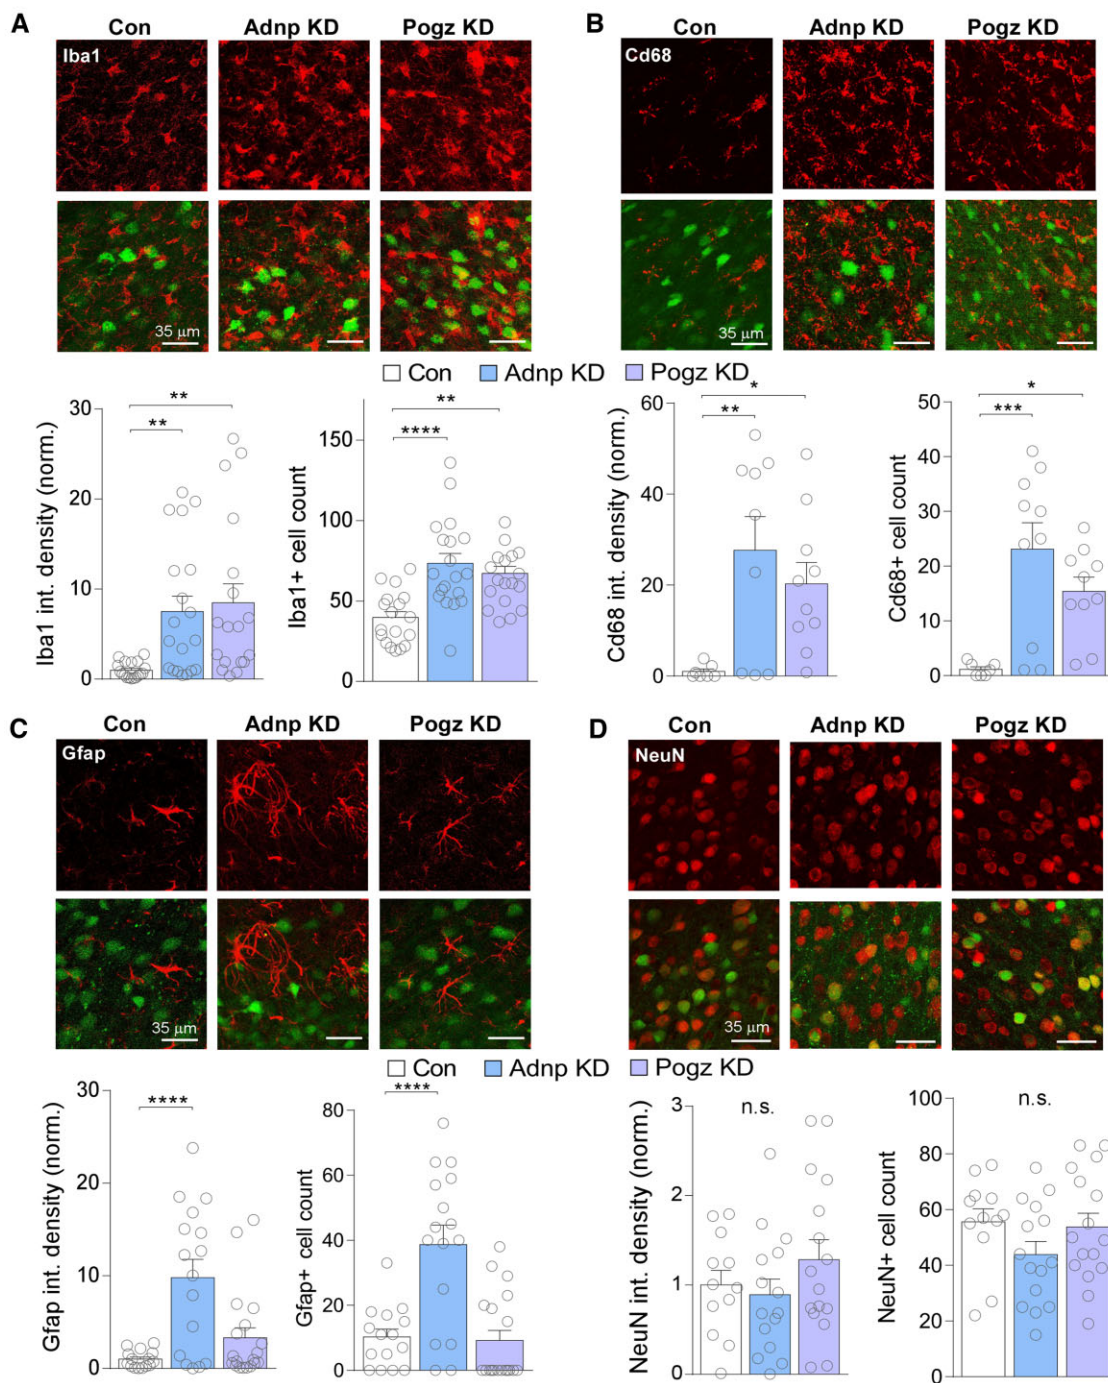 A
Con
Adnp KD
Pogz KD
Iba1
35 μm
B
Con
Adnp KD
Pogz KD
Cd68
35 μm
Con
Adnp KD
Pogz KD
Iba1 int. density (norm.)
30
20
10
0
**
**
Iba1+ cell count
150
100
50
0
**
****
Cd68 int. density (norm.)
60
40
20
0
*
**
Cd68+ cell count
50
40
30
20
10
0
*
***
C
Con
Adnp KD
Pogz KD
Gfap
35 μm
D
Con
Adnp KD
Pogz KD
NeuN
35 μm
Con
Adnp KD
Pogz KD
Gfap int. density (norm.)
30
20
10
0
****
Gfap+ cell count
80
60
40
20
0
****
NeuN int. density (norm.)
3
2
1
0
n.s.
NeuN+ cell count
100
80
60
40
20
0
n.s.